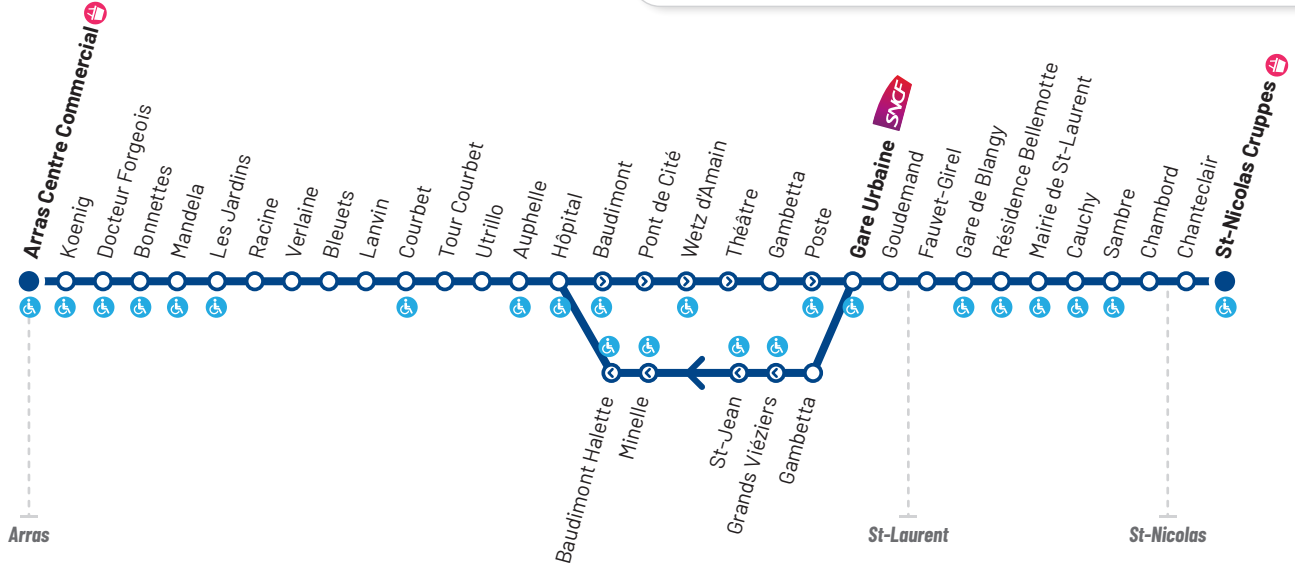 Arras Centre Commercial
Koenig
Docteur Forgeois
Bonnettes
Mandela
Les Jardins
Racine
Verlaine
Bleuets
Lanvin
Courbet
Tour Courbet
Utrillo
Auphelle
Hôpital
Baudimont
Pont de Cité
Wetz d'Amain
Théâtre
Gambetta
Poste
Gare Urbaine
SNCF
Goudemand
Fauvet-Girel
Gare de Blangy
Résidence Bellemotte
Mairie de St-Laurent
Cauchy
Sambre
Chambord
Chanteclair
St-Nicolas Cruppes
Baudimont Halette
Minelle
St-Jean
Grands Viéziers
Gambetta
Arras
St-Laurent
St-Nicolas